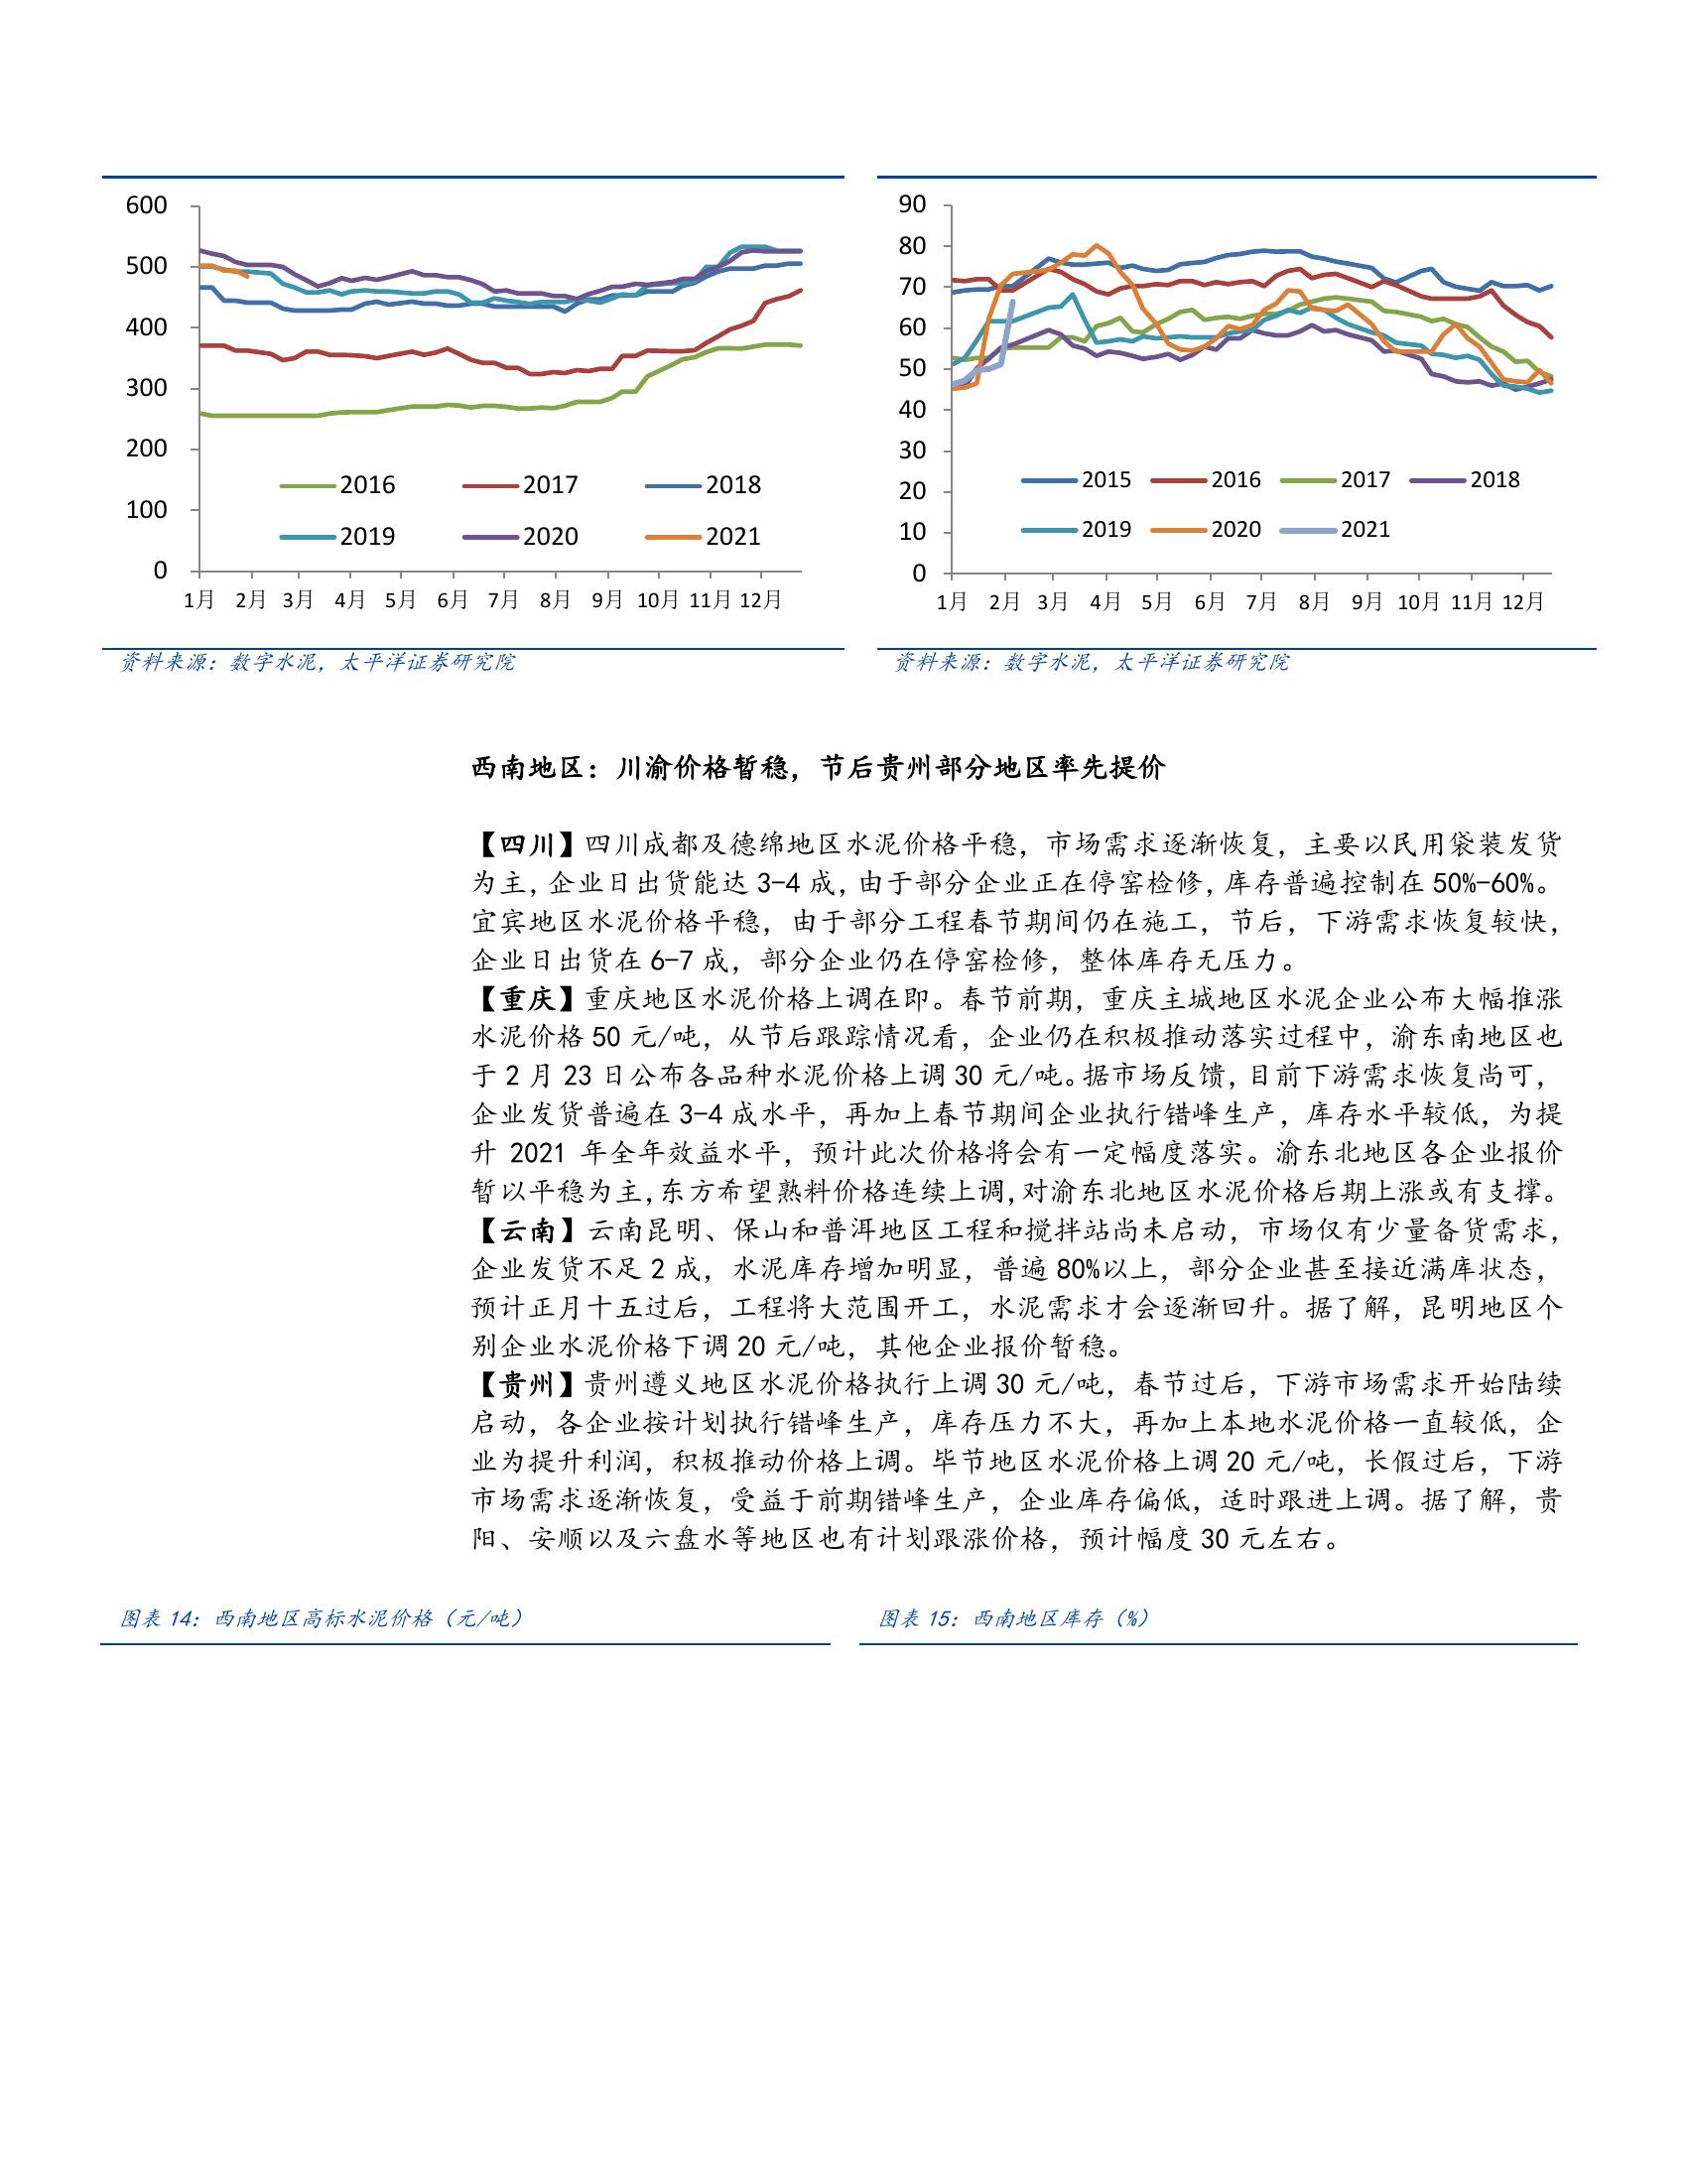 600
500
400
300
200
100
0
2016 2017 2018
2019 2020 2021
1月 2月 3月 4月 5月 6月 7月 8月 9月 10月 11月 12月
资料来源：数字水泥，太平洋证券研究院
90
80
70
60
50
40
30
20
10
0
2015 2016 2017 2018
2019 2020 2021
1月 2月 3月 4月 5月 6月 7月 8月 9月 10月 11月 12月
资料来源：数字水泥，太平洋证券研究院
西南地区：川渝价格暂稳，节后贵州部分地区率先提价
【四川】四川成都及德绵地区水泥价格平稳，市场需求逐渐恢复，主要以民用袋装发货
为主，企业日出货能达 3-4 成，由于部分企业正在停窑检修，库存普遍控制在 50%-60%。
宜宾地区水泥价格平稳，由于部分工程春节期间仍在施工，节后，下游需求恢复较快，
企业日出货在 6-7 成，部分企业仍在停窑检修，整体库存无压力。
【重庆】重庆地区水泥价格上调在即。春节前期，重庆主城地区水泥企业公布大幅推涨
水泥价格 50 元/吨，从节后跟踪情况看，企业仍在积极推动落实过程中，渝东南地区也
于 2 月 23 日公布各品种水泥价格上调 30 元/吨。据市场反馈，目前下游需求恢复尚可，
企业发货普遍在 3-4 成水平，再加上春节期间企业执行错峰生产，库存水平较低，为提
升 2021 年全年效益水平，预计此次价格将会有一定幅度落实。渝东北地区各企业报价
暂以平稳为主，东方希望熟料价格连续上调，对渝东北地区水泥价格后期上涨或有支撑。
【云南】云南昆明、保山和普洱地区工程和搅拌站尚未启动，市场仅有少量备货需求，
企业发货不足 2 成，水泥库存增加明显，普遍 80%以上，部分企业甚至接近满库状态，
预计正月十五过后，工程将大范围开工，水泥需求才会逐渐回升。据了解，昆明地区个
别企业水泥价格下调 20 元/吨，其他企业报价暂稳。
【贵州】贵州遵义地区水泥价格执行上调 30 元/吨，春节过后，下游市场需求开始陆续
启动，各企业按计划执行错峰生产，库存压力不大，再加上本地水泥价格一直较低，企
业为提升利润，积极推动价格上调。毕节地区水泥价格上调 20 元/吨，长假过后，下游
市场需求逐渐恢复，受益于前期错峰生产，企业库存偏低，适时跟进上调。据了解，贵
阳、安顺以及六盘水等地区也有计划跟涨价格，预计幅度 30 元左右。
图表 14：西南地区高标水泥价格（元/吨）
图表 15：西南地区库存（%）